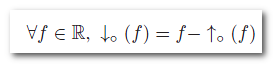 ∀f ∈ ℝ, ↓∘ (f) = f− ↑∘ (f)